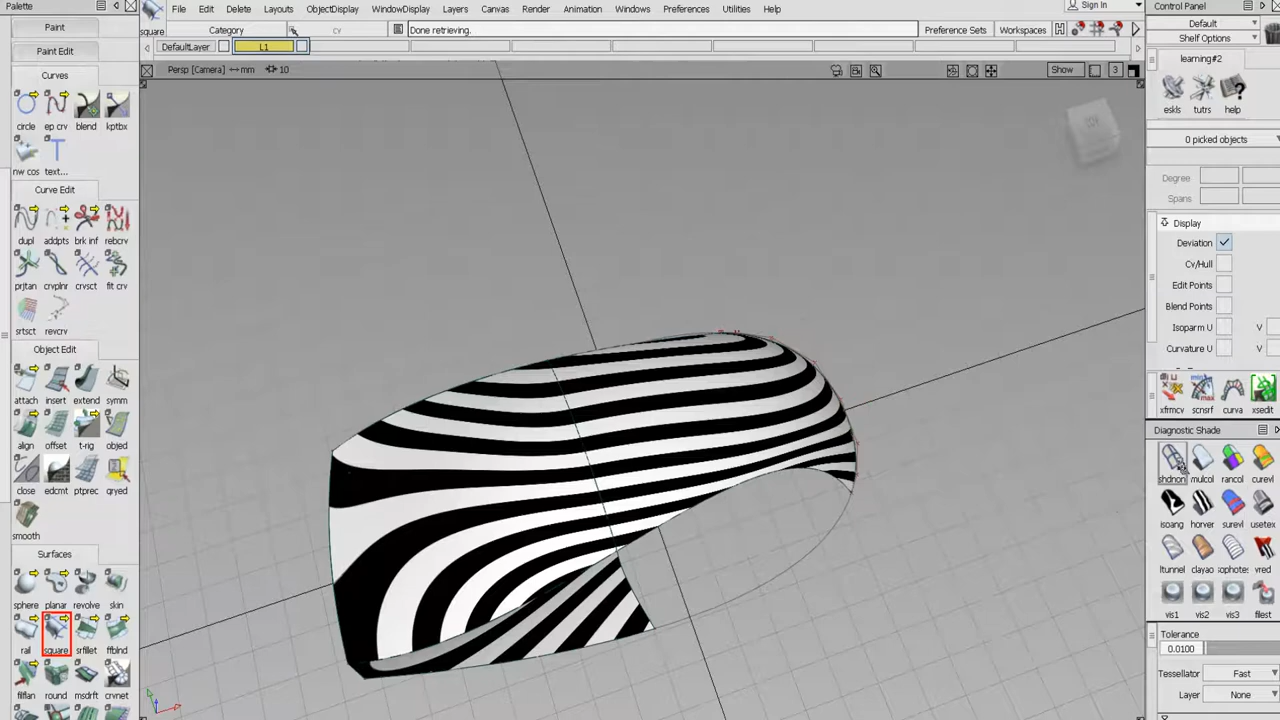 Palette
File Edit Delete Layouts ObjectDisplay WindowDisplay Layers Canvas Render Animation Windows Preferences Utilities Help
Sign In
Control Panel
Paint
square
Category
CV
Done retrieving.
Preference Sets
Workspaces
Default
Shelf Options
Paint Edit
DefaultLayer
L1
learning#2
Curves
Persp [Camera] mm 10
Show
3
circle ep crv blend kptbx
eskls tutrs help
nw cos text...
0 picked objects
Degree
Curve Edit
Spans
dupl addpts brk inf rebcrv
Display
Deviation
prjtan crvplnr crvsct fit crv
Cv/Hull
Edit Points
srtsct revcrv
Blend Points
Isoparm U V
Object Edit
Curvature U V
attach insert extend symm
xfrmcv scnsrf curva xsedit
align offset t-rig objed
Diagnostic Shade
close edcmt ptprec qryed
shdnon mulcol rancol curevl
smooth
isoang horver surevl usetex
Surfaces
ltunnel clayao isophotes vred
sphere planar revolve skin
vis1 vis2 vis3 filest
rail square srfillet ffblnd
Tolerance
0.0100
filflan round msdrft crvnet
Tessellator Fast
Layer None